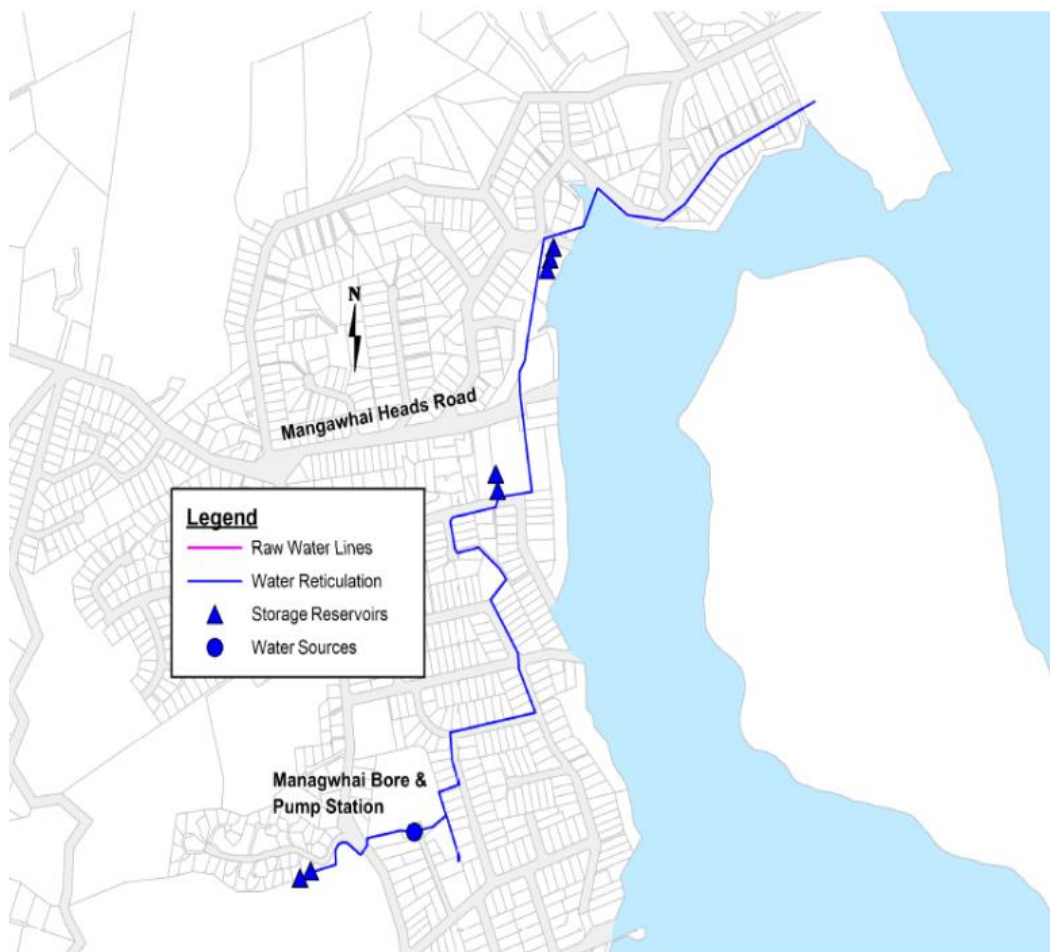 N
Mangawhai Heads Road
Legend
Raw Water Lines
Water Reticulation
Storage Reservoirs
Water Sources
Managwhai Bore &
Pump Station